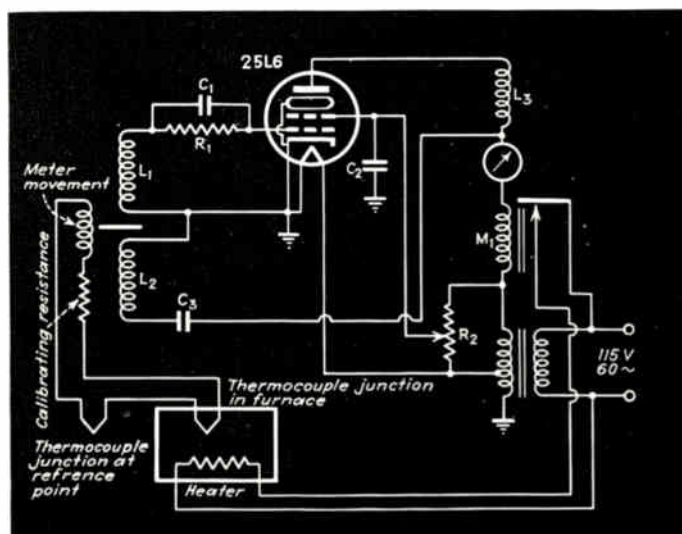 25L6
C1
R1
L3
Meter
movement
L1
C2
M1
Calibrating resistance
L2
C3
R2
115 V
60 ~
Thermocouple junction
in furnace
Thermocouple
junction at
refrence
point
Heater